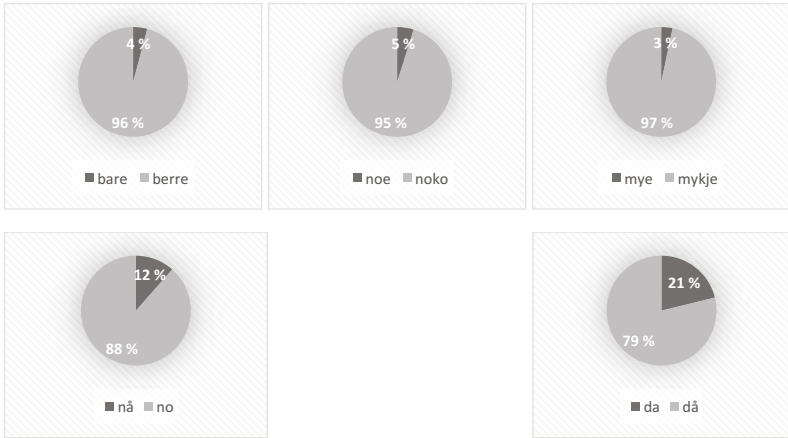 4 %
96 %
bare berre
5 %
95 %
noe noko
3 %
97 %
mye mykje
12 %
88 %
nå no
21 %
79 %
da då